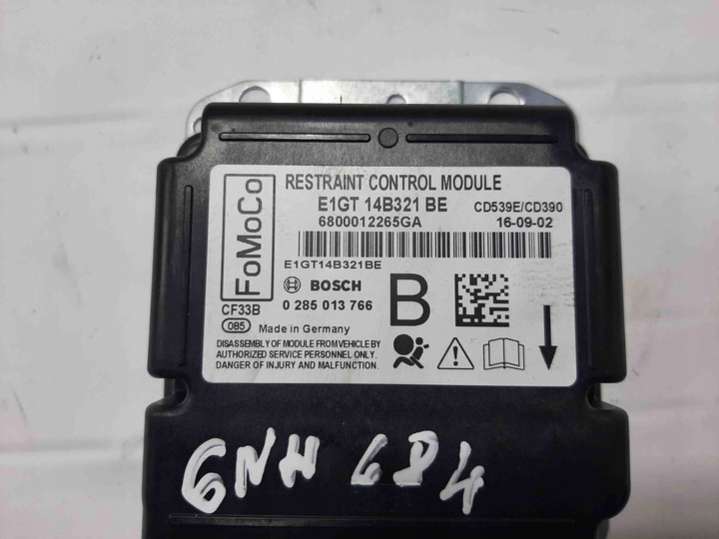 FoMoCo
CF33B
085
RESTRAINT CONTROL MODULE
E1GT 14B321 BE CD539E/CD390
6800012265GA 16-09-02
E1GT14B321BE
BOSCH
0 285 013 766
B
Made in Germany
DISASSEMBLY OF MODULE FROM VEHICLE BY
AUTHORIZED SERVICE PERSONNEL ONLY.
DANGER OF INJURY AND MALFUNCTION.
6NH 684